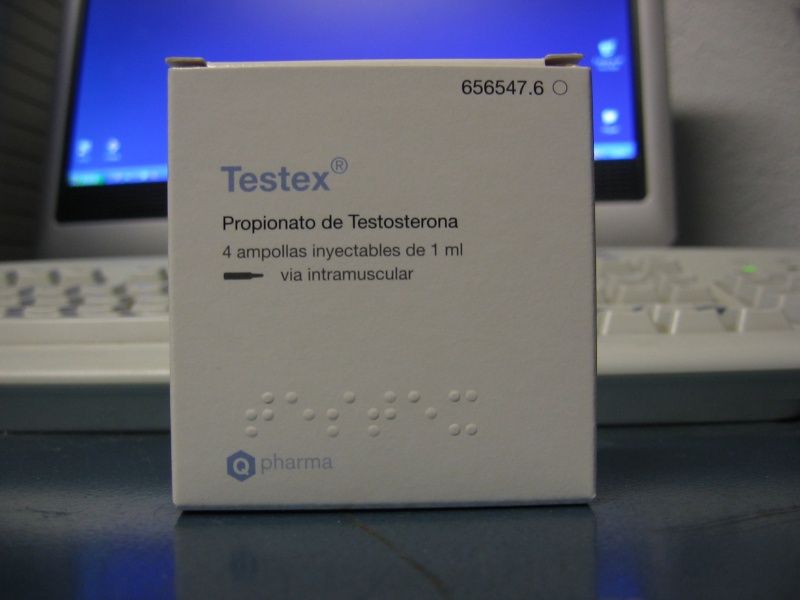 656547.6
Testex®
Propionato de Testosterona
4 ampollas inyectables de 1 ml
via intramuscular
Q pharma